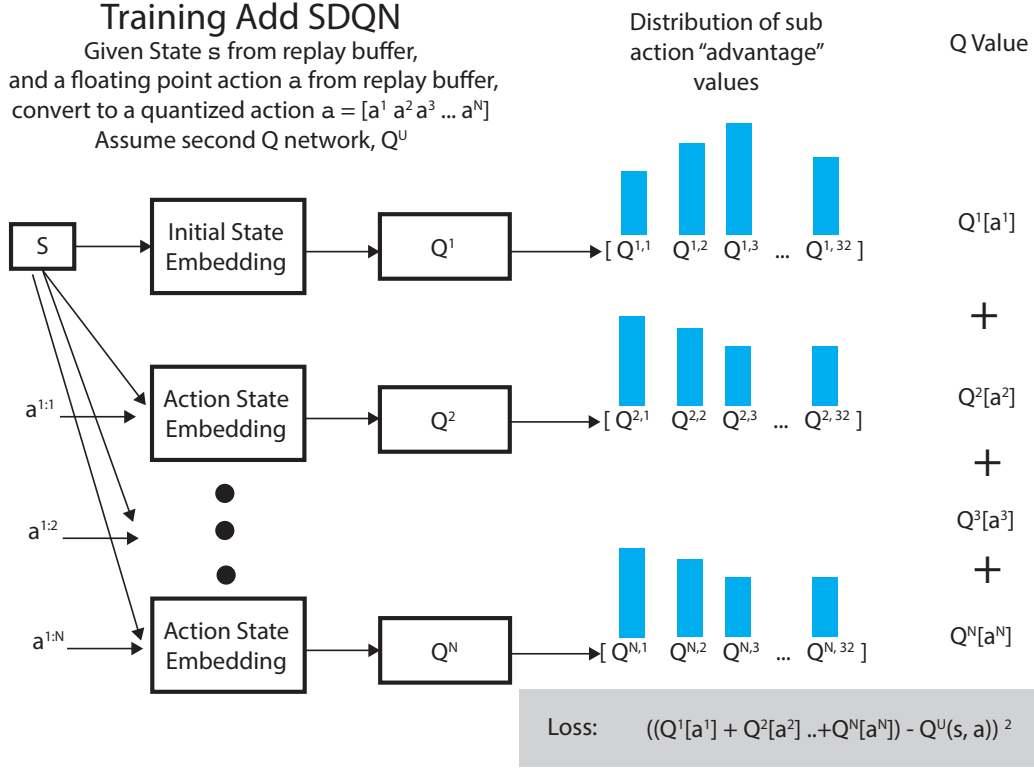 Training Add SDQN
Given State s from replay buffer,
and a floating point action a from replay buffer,
convert to a quantized action a = [a¹ a² a³ ... aᴺ]
Assume second Q network, Qᵁ
Distribution of sub
action “advantage”
values
Q Value
S
Initial State
Embedding
Q¹
[ Q¹,¹ Q¹,² Q¹,³ ... Q¹,³² ]
Q¹[a¹]
+
a¹:¹
Action State
Embedding
Q²
[ Q²,¹ Q²,² Q²,³ ... Q²,³² ]
Q²[a²]
+
a¹:²
Q³[a³]
+
a¹:ᴺ
Action State
Embedding
Qᴺ
[ Qᴺ,¹ Qᴺ,² Qᴺ,³ ... Qᴺ,³² ]
Qᴺ[aᴺ]
Loss: ((Q¹[a¹] + Q²[a²] ..+Qᴺ[aᴺ]) - Qᵁ(s, a)) ²